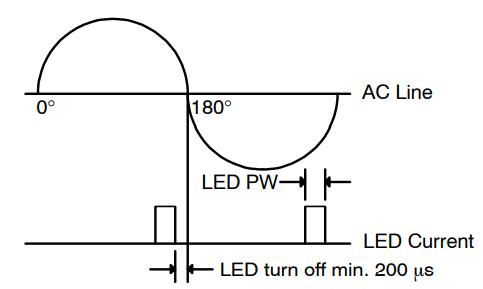 AC Line
0°
180°
LED PW
LED Current
LED turn off min. 200 μs